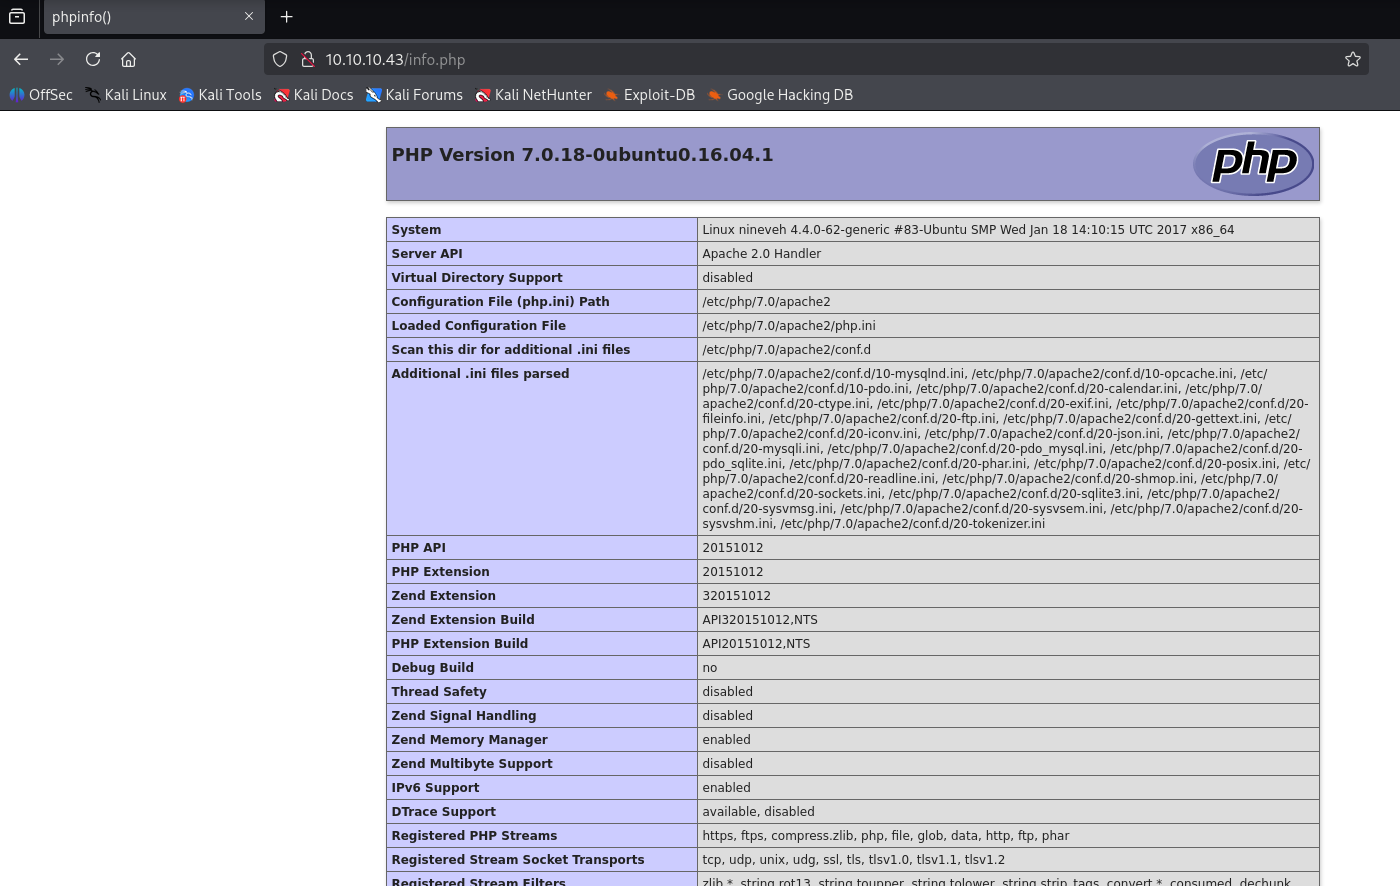 phpinfo()
10.10.10.43/info.php
OffSec Kali Linux Kali Tools Kali Docs Kali Forums Kali NetHunter Exploit-DB Google Hacking DB
PHP Version 7.0.18-0ubuntu0.16.04.1
php
System Linux nineveh 4.4.0-62-generic #83-Ubuntu SMP Wed Jan 18 14:10:15 UTC 2017 x86_64
Server API Apache 2.0 Handler
Virtual Directory Support disabled
Configuration File (php.ini) Path /etc/php/7.0/apache2
Loaded Configuration File /etc/php/7.0/apache2/php.ini
Scan this dir for additional .ini files /etc/php/7.0/apache2/conf.d
Additional .ini files parsed /etc/php/7.0/apache2/conf.d/10-mysqlnd.ini, /etc/php/7.0/apache2/conf.d/10-opcache.ini, /etc/
php/7.0/apache2/conf.d/10-pdo.ini, /etc/php/7.0/apache2/conf.d/20-calendar.ini, /etc/php/7.0/
apache2/conf.d/20-ctype.ini, /etc/php/7.0/apache2/conf.d/20-exif.ini, /etc/php/7.0/apache2/conf.d/20-
fileinfo.ini, /etc/php/7.0/apache2/conf.d/20-ftp.ini, /etc/php/7.0/apache2/conf.d/20-gettext.ini, /etc/
php/7.0/apache2/conf.d/20-iconv.ini, /etc/php/7.0/apache2/conf.d/20-json.ini, /etc/php/7.0/apache2/
conf.d/20-mysqli.ini, /etc/php/7.0/apache2/conf.d/20-pdo_mysql.ini, /etc/php/7.0/apache2/conf.d/20-
pdo_sqlite.ini, /etc/php/7.0/apache2/conf.d/20-phar.ini, /etc/php/7.0/apache2/conf.d/20-posix.ini, /etc/
php/7.0/apache2/conf.d/20-readline.ini, /etc/php/7.0/apache2/conf.d/20-shmop.ini, /etc/php/7.0/
apache2/conf.d/20-sockets.ini, /etc/php/7.0/apache2/conf.d/20-sqlite3.ini, /etc/php/7.0/apache2/
conf.d/20-sysvmsg.ini, /etc/php/7.0/apache2/conf.d/20-sysvsem.ini, /etc/php/7.0/apache2/conf.d/20-
sysvshm.ini, /etc/php/7.0/apache2/conf.d/20-tokenizer.ini
PHP API 20151012
PHP Extension 20151012
Zend Extension 320151012
Zend Extension Build API320151012,NTS
PHP Extension Build API20151012,NTS
Debug Build no
Thread Safety disabled
Zend Signal Handling disabled
Zend Memory Manager enabled
Zend Multibyte Support disabled
IPv6 Support enabled
DTrace Support available, disabled
Registered PHP Streams https, ftps, compress.zlib, php, file, glob, data, http, ftp, phar
Registered Stream Socket Transports tcp, udp, unix, udg, ssl, tls, tlsv1.0, tlsv1.1, tlsv1.2
Registered Stream Filters zlib.*, string.rot13, string.toupper, string.tolower, string.strip_tags, convert.*, consumed, dechunk,